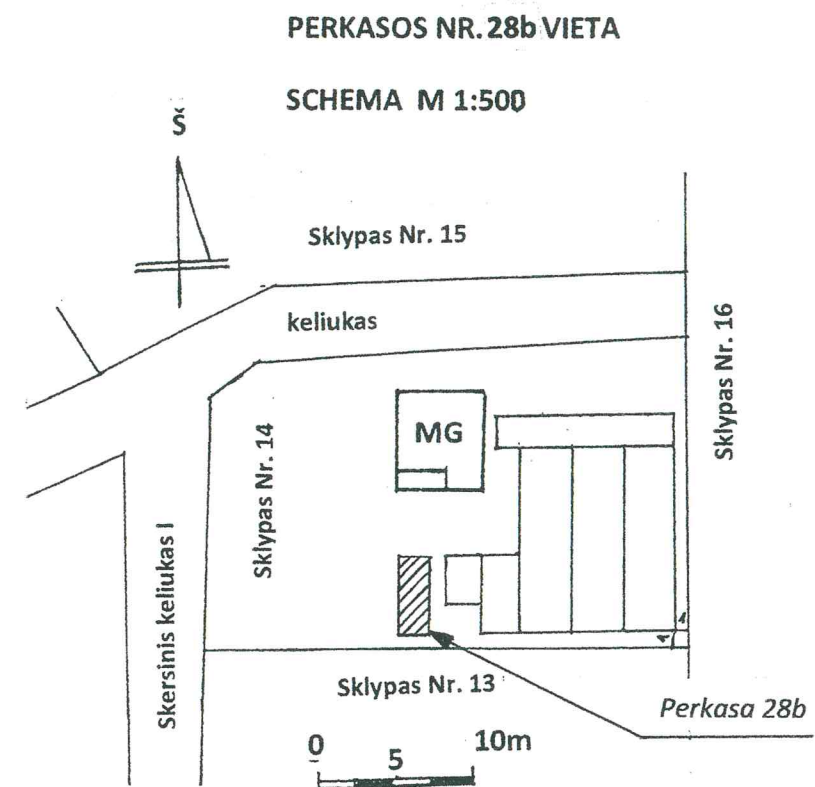 PERKASOS NR. 28b VIETA
SCHEMA M 1:500
Š
Sklypas Nr. 15
keliukas
Sklypas Nr. 16
MG
Sklypas Nr. 14
Skersinis keliukas I
Sklypas Nr. 13
Perkasa 28b
0
5
10m